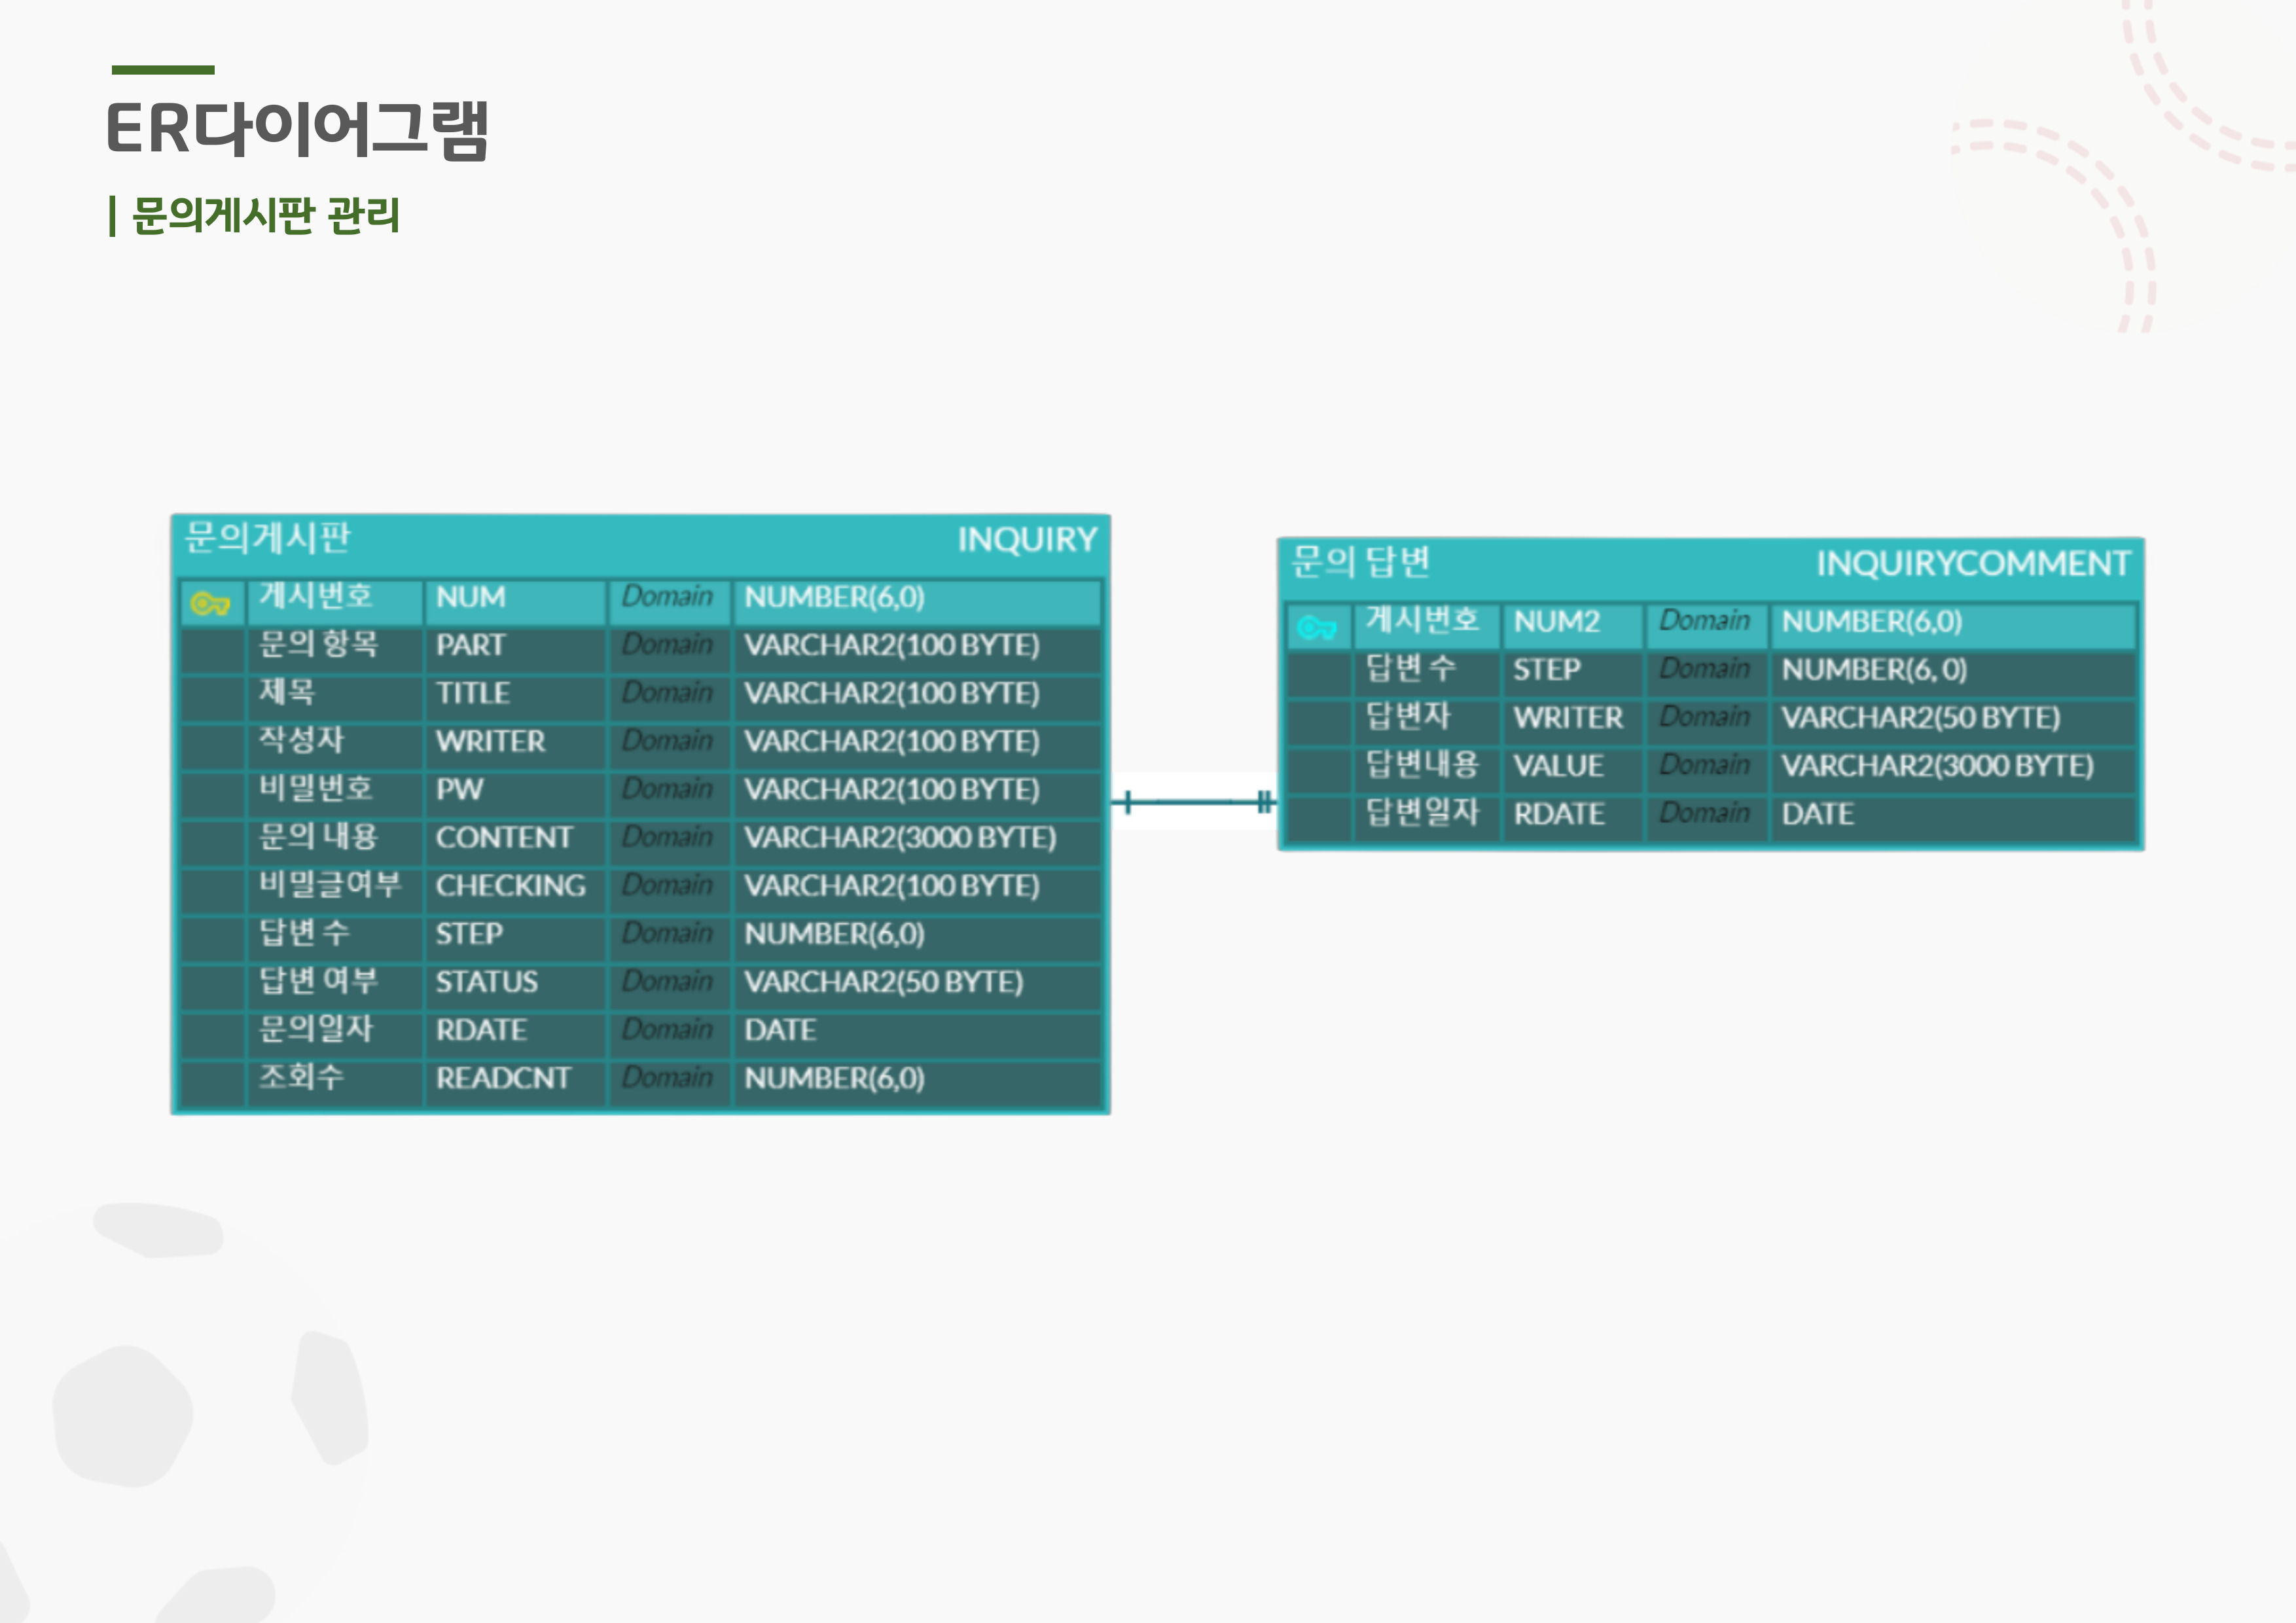 ER다이어그램
| 문의게시판 관리
문의게시판 INQUIRY
게시번호 NUM Domain NUMBER(6,0)
문의 항목 PART Domain VARCHAR2(100 BYTE)
제목 TITLE Domain VARCHAR2(100 BYTE)
작성자 WRITER Domain VARCHAR2(100 BYTE)
비밀번호 PW Domain VARCHAR2(100 BYTE)
문의 내용 CONTENT Domain VARCHAR2(3000 BYTE)
비밀글여부 CHECKING Domain VARCHAR2(100 BYTE)
답변 수 STEP Domain NUMBER(6,0)
답변 여부 STATUS Domain VARCHAR2(50 BYTE)
문의일자 RDATE Domain DATE
조회수 READCNT Domain NUMBER(6,0)
문의 답변 INQUIRYCOMMENT
게시번호 NUM2 Domain NUMBER(6,0)
답변 수 STEP Domain NUMBER(6, 0)
답변자 WRITER Domain VARCHAR2(50 BYTE)
답변내용 VALUE Domain VARCHAR2(3000 BYTE)
답변일자 RDATE Domain DATE